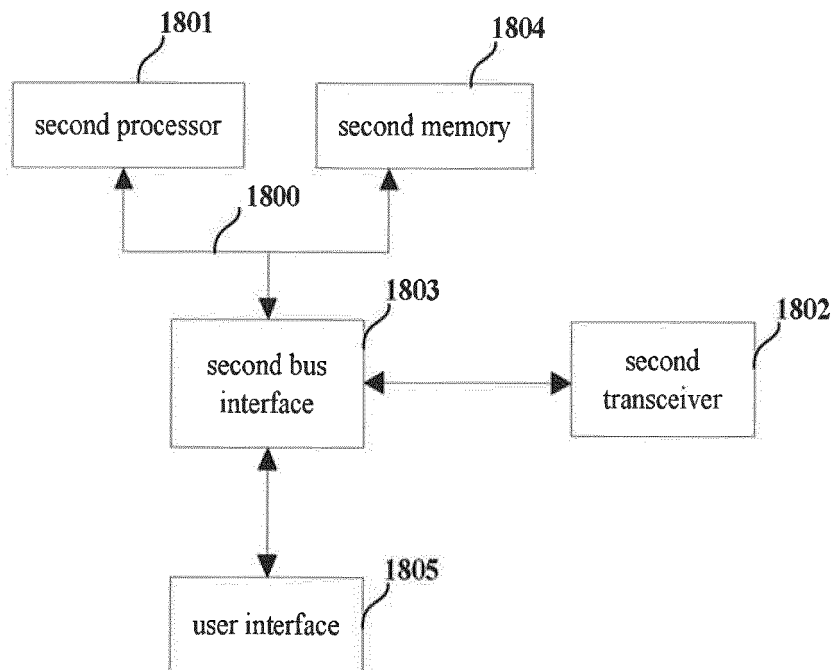 1801
1804
second processor
second memory
1800
1803
1802
second bus
interface
second
transceiver
1805
user interface